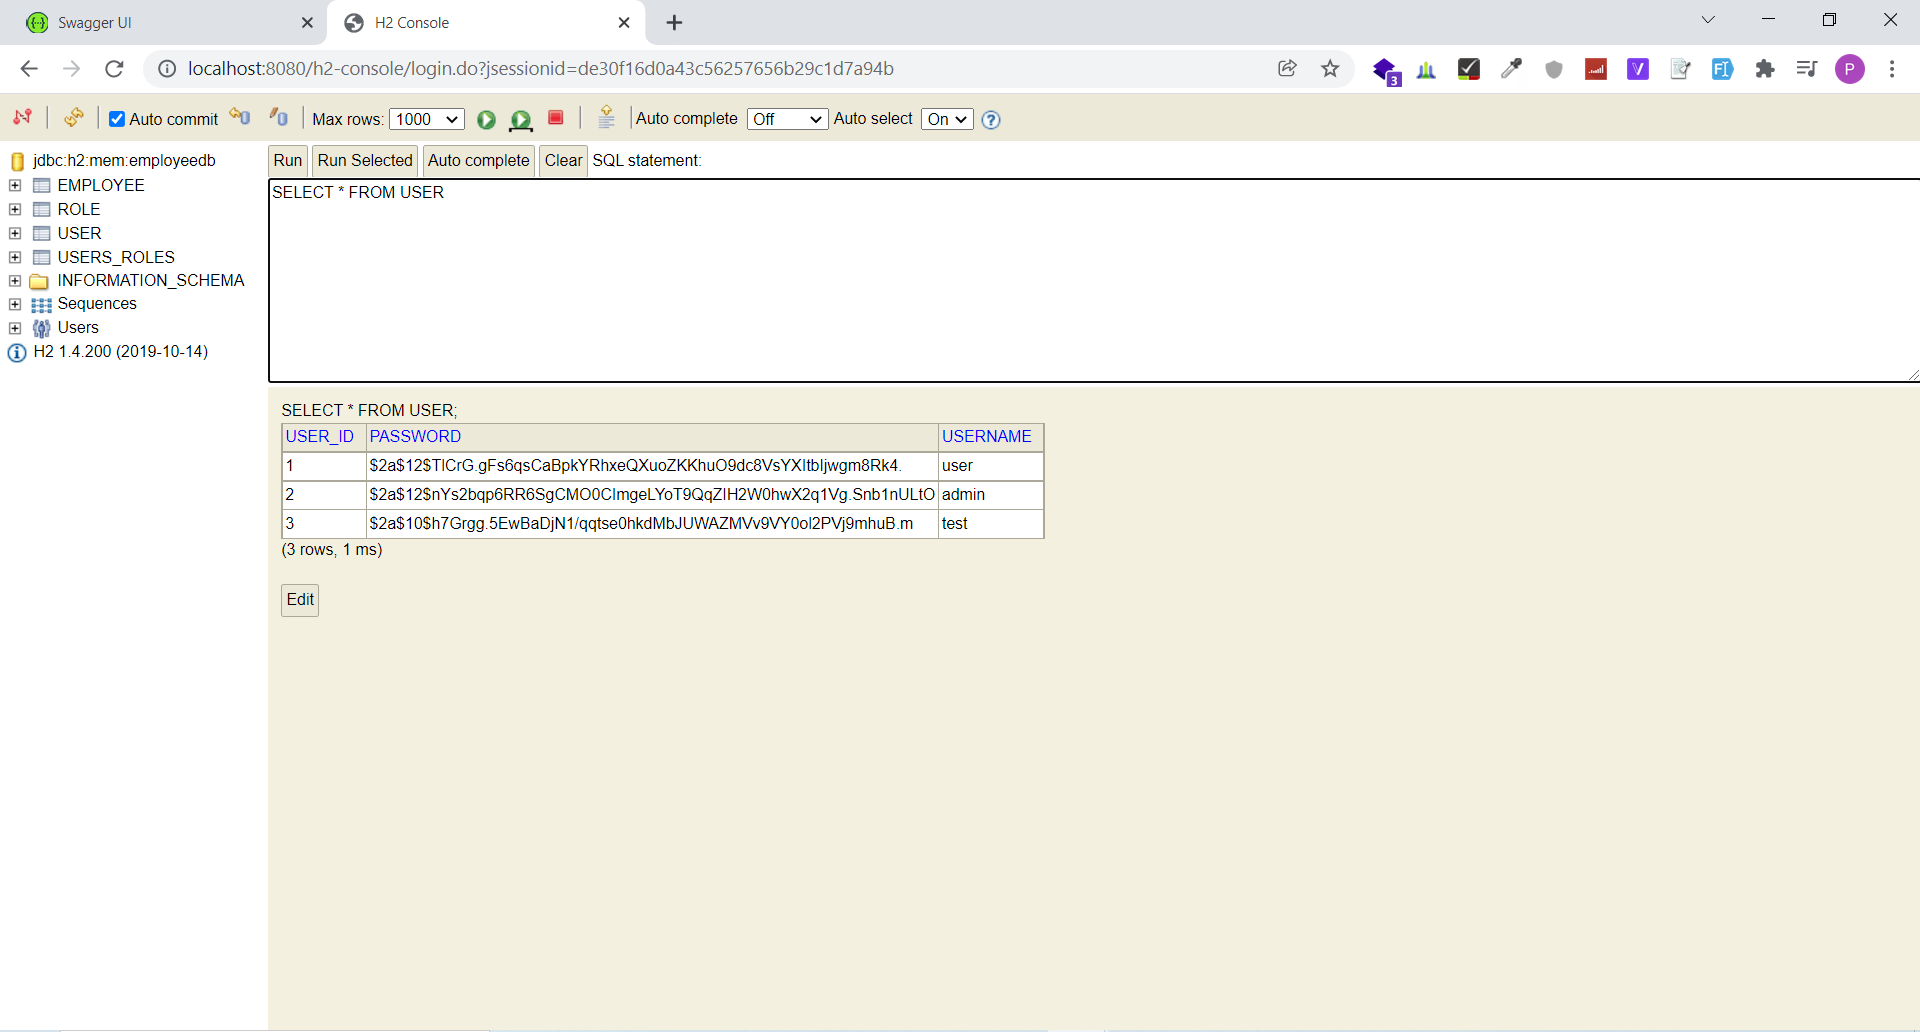 Swagger UI
H2 Console
localhost:8080/h2-console/login.do?jsessionid=de30f16d0a43c56257656b29c1d7a94b
3
P
Auto commit
Max rows: 1000
Auto complete Off
Auto select On
jdbc:h2:mem:employeedb
EMPLOYEE
ROLE
USER
USERS_ROLES
INFORMATION_SCHEMA
Sequences
Users
H2 1.4.200 (2019-10-14)
Run Run Selected Auto complete Clear SQL statement:
SELECT * FROM USER
SELECT * FROM USER;
USER_ID PASSWORD USERNAME
1 $2a$12$TlCrG.gFs6qsCaBpkYRhxeQXuoZKKhuO9dc8VsYXItbIjwgm8Rk4. user
2 $2a$12$nYs2bqp6RR6SgCMO0ClmgeLYoT9QqZlH2W0hwX2q1Vg.Snb1nULtO admin
3 $2a$10$h7Grgg.5EwBaDjN1/qqtse0hkdMbJUWAZMVv9VY0ol2PVj9mhuB.m test
(3 rows, 1 ms)
Edit